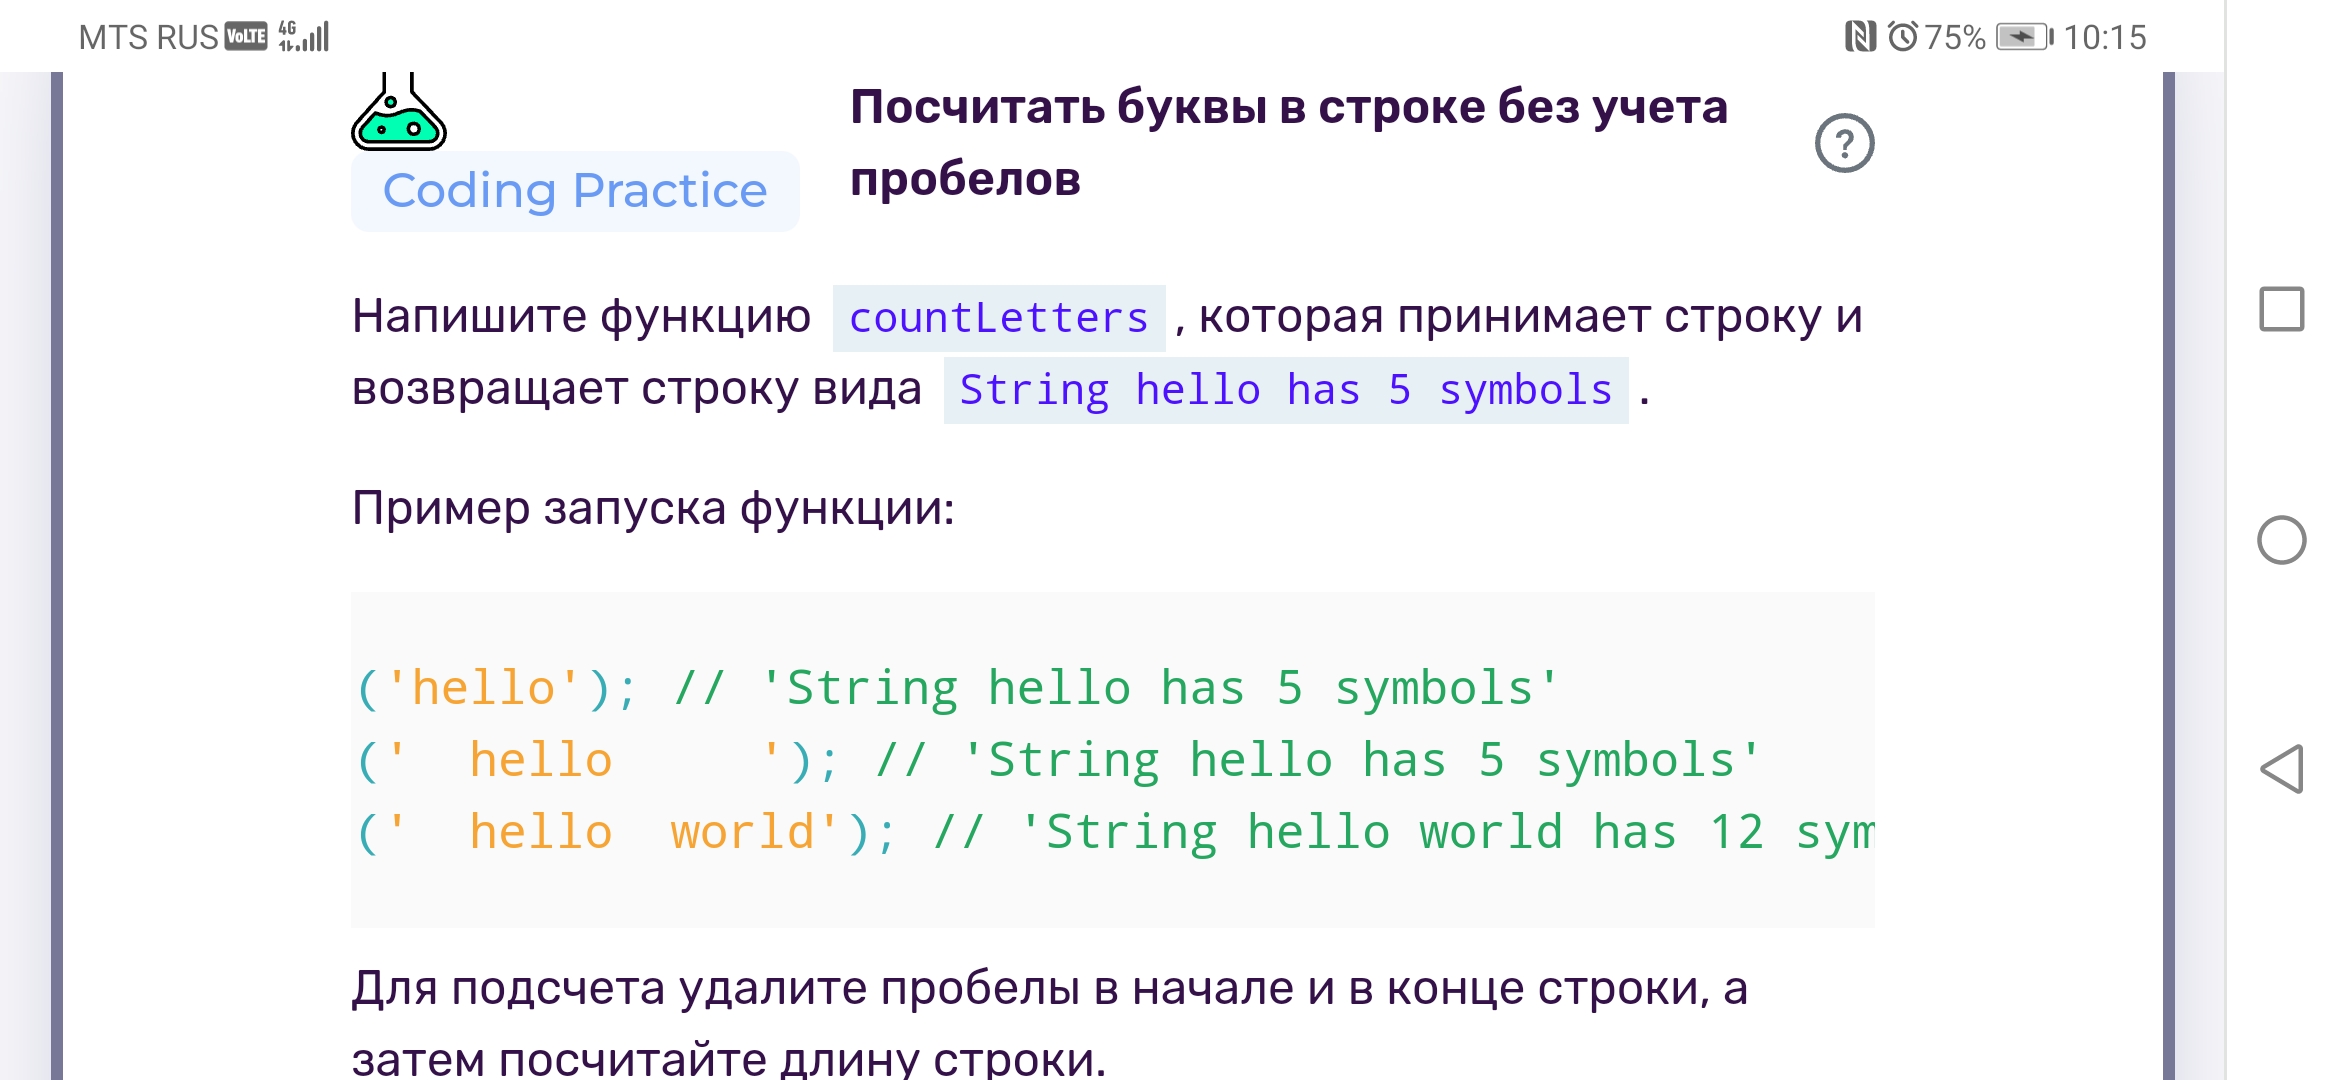 MTS RUS VoLTE 4G 75% 10:15
Посчитать буквы в строке без учета
пробелов
?
Coding Practice
Напишите функцию countLetters , которая принимает строку и
возвращает строку вида String hello has 5 symbols .
Пример запуска функции:
('hello'); // 'String hello has 5 symbols'
('  hello     '); // 'String hello has 5 symbols'
('  hello  world'); // 'String hello world has 12 sym
Для подсчета удалите пробелы в начале и в конце строки, а
затем посчитайте длину строки.